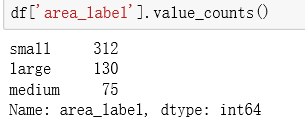 df['area_label'].value_counts()
small 312
large 130
medium 75
Name: area_label, dtype: int64